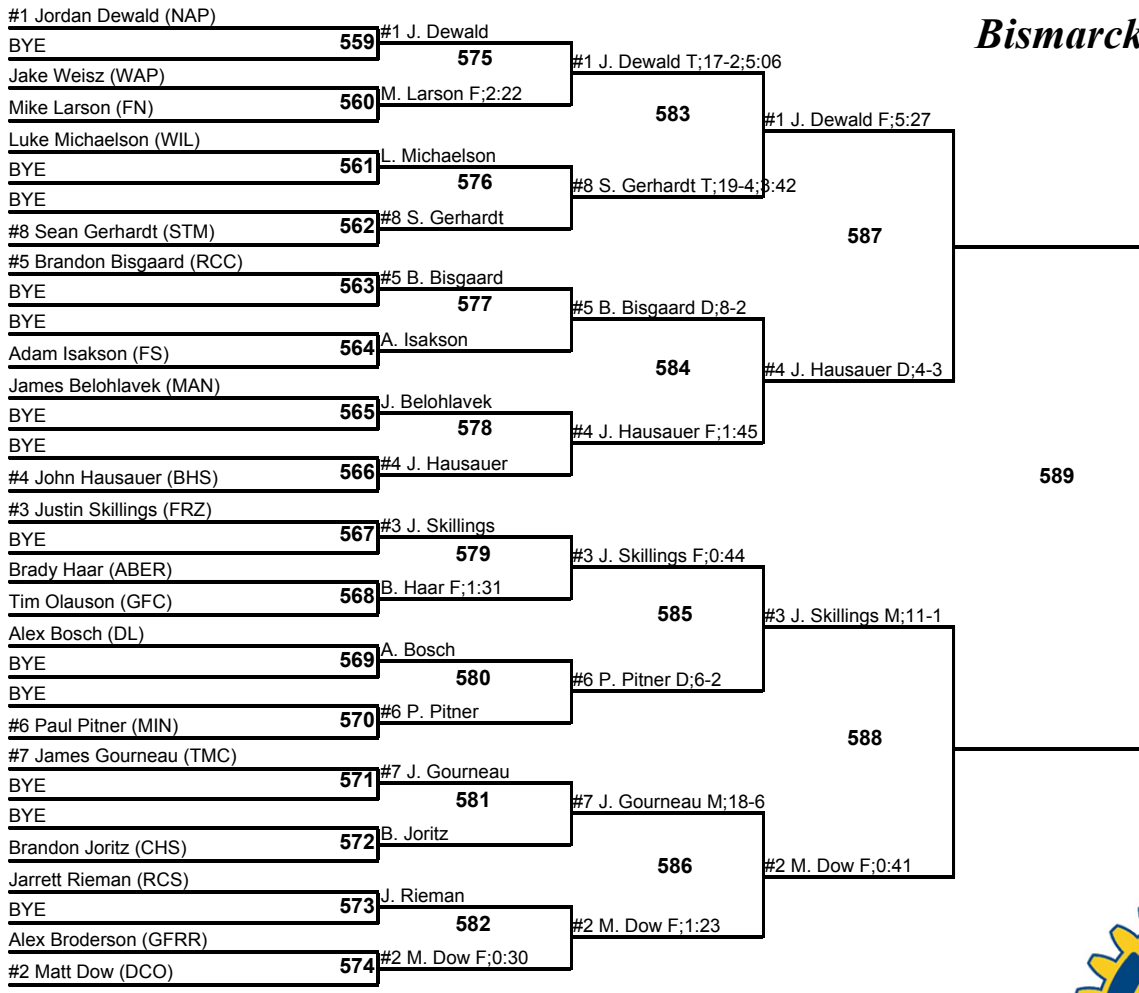 Bismarck
#1 Jordan Dewald (NAP)
BYE
Jake Weisz (WAP)
Mike Larson (FN)
Luke Michaelson (WIL)
BYE
BYE
#8 Sean Gerhardt (STM)
#5 Brandon Bisgaard (RCC)
BYE
BYE
Adam Isakson (FS)
James Belohlavek (MAN)
BYE
BYE
#4 John Hausauer (BHS)
#3 Justin Skillings (FRZ)
BYE
Brady Haar (ABER)
Tim Olauson (GFC)
Alex Bosch (DL)
BYE
BYE
#6 Paul Pitner (MIN)
#7 James Gourneau (TMC)
BYE
BYE
Brandon Joritz (CHS)
Jarrett Rieman (RCS)
BYE
Alex Broderson (GFRR)
#2 Matt Dow (DCO)
559
560
561
562
563
564
565
566
567
568
569
570
571
572
573
574
#1 J. Dewald
575
M. Larson F;2:22
L. Michaelson
576
#8 S. Gerhardt
#5 B. Bisgaard
577
A. Isakson
J. Belohlavek
578
#4 J. Hausauer
#3 J. Skillings
579
B. Haar F;1:31
A. Bosch
580
#6 P. Pitner
#7 J. Gourneau
581
B. Joritz
J. Rieman
582
#2 M. Dow F;0:30
#1 J. Dewald T;17-2;5:06
583
#8 S. Gerhardt T;19-4;3:42
#5 B. Bisgaard D;8-2
584
#4 J. Hausauer F;1:45
#3 J. Skillings F;0:44
585
#6 P. Pitner D;6-2
#7 J. Gourneau M;18-6
586
#2 M. Dow F;1:23
#1 J. Dewald F;5:27
587
#4 J. Hausauer D;4-3
#3 J. Skillings M;11-1
588
#2 M. Dow F;0:41
589